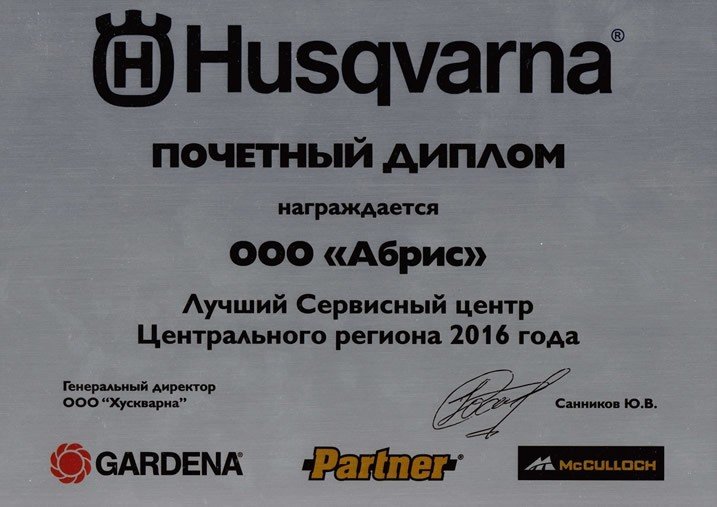 Husqvarna®
ПОЧЕТНЫЙ ДИПЛОМ
награждается
ООО «Абрис»
Лучший Сервисный центр
Центрального региона 2016 года
Генеральный директор
ООО “Хускварна”
Санников Ю.В.
GARDENA®
Partner®
McCULLOCH